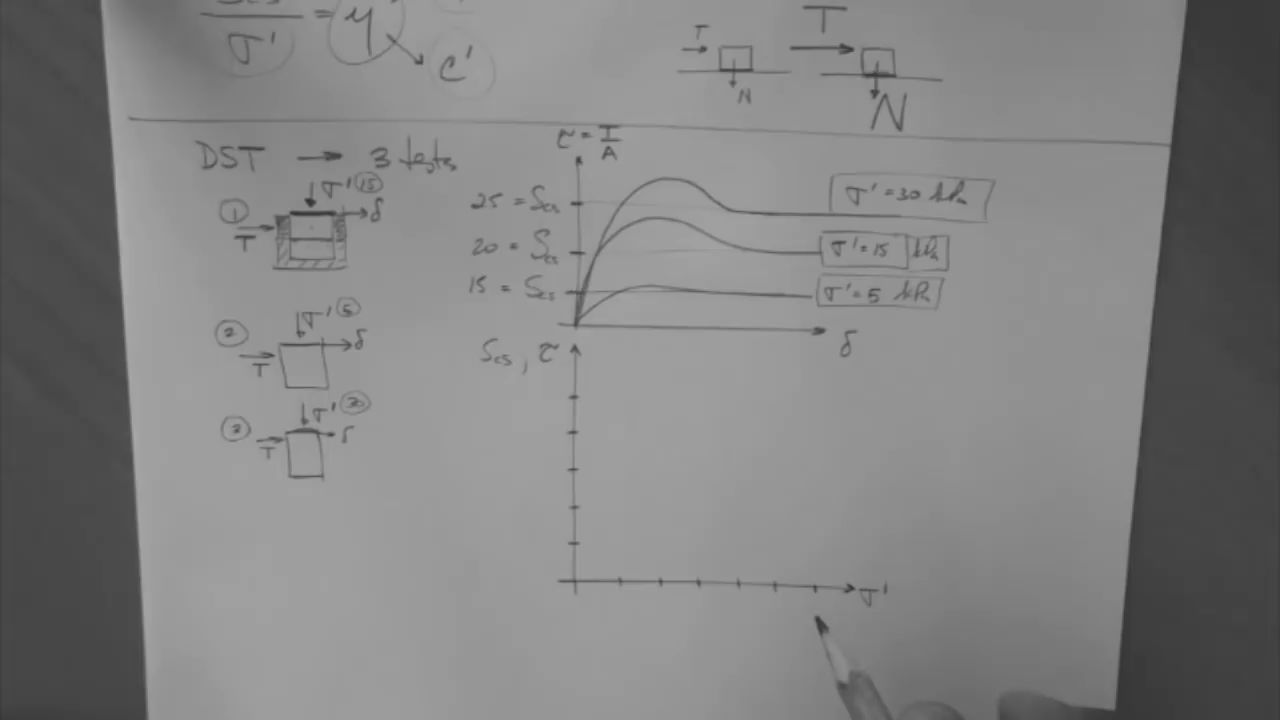 σ' = μ'
c'
T
N
T
N
DST → 3 tests
① σ' ⑮
T
δ
② σ' ⑤
T
δ
③ σ' ㉚
T
δ
τ = T/A
25 = Scs
20 = Scs
15 = Scs
σ' = 30 kPa
σ' = 15 kPa
σ' = 5 kPa
δ
Scs, τ
σ'